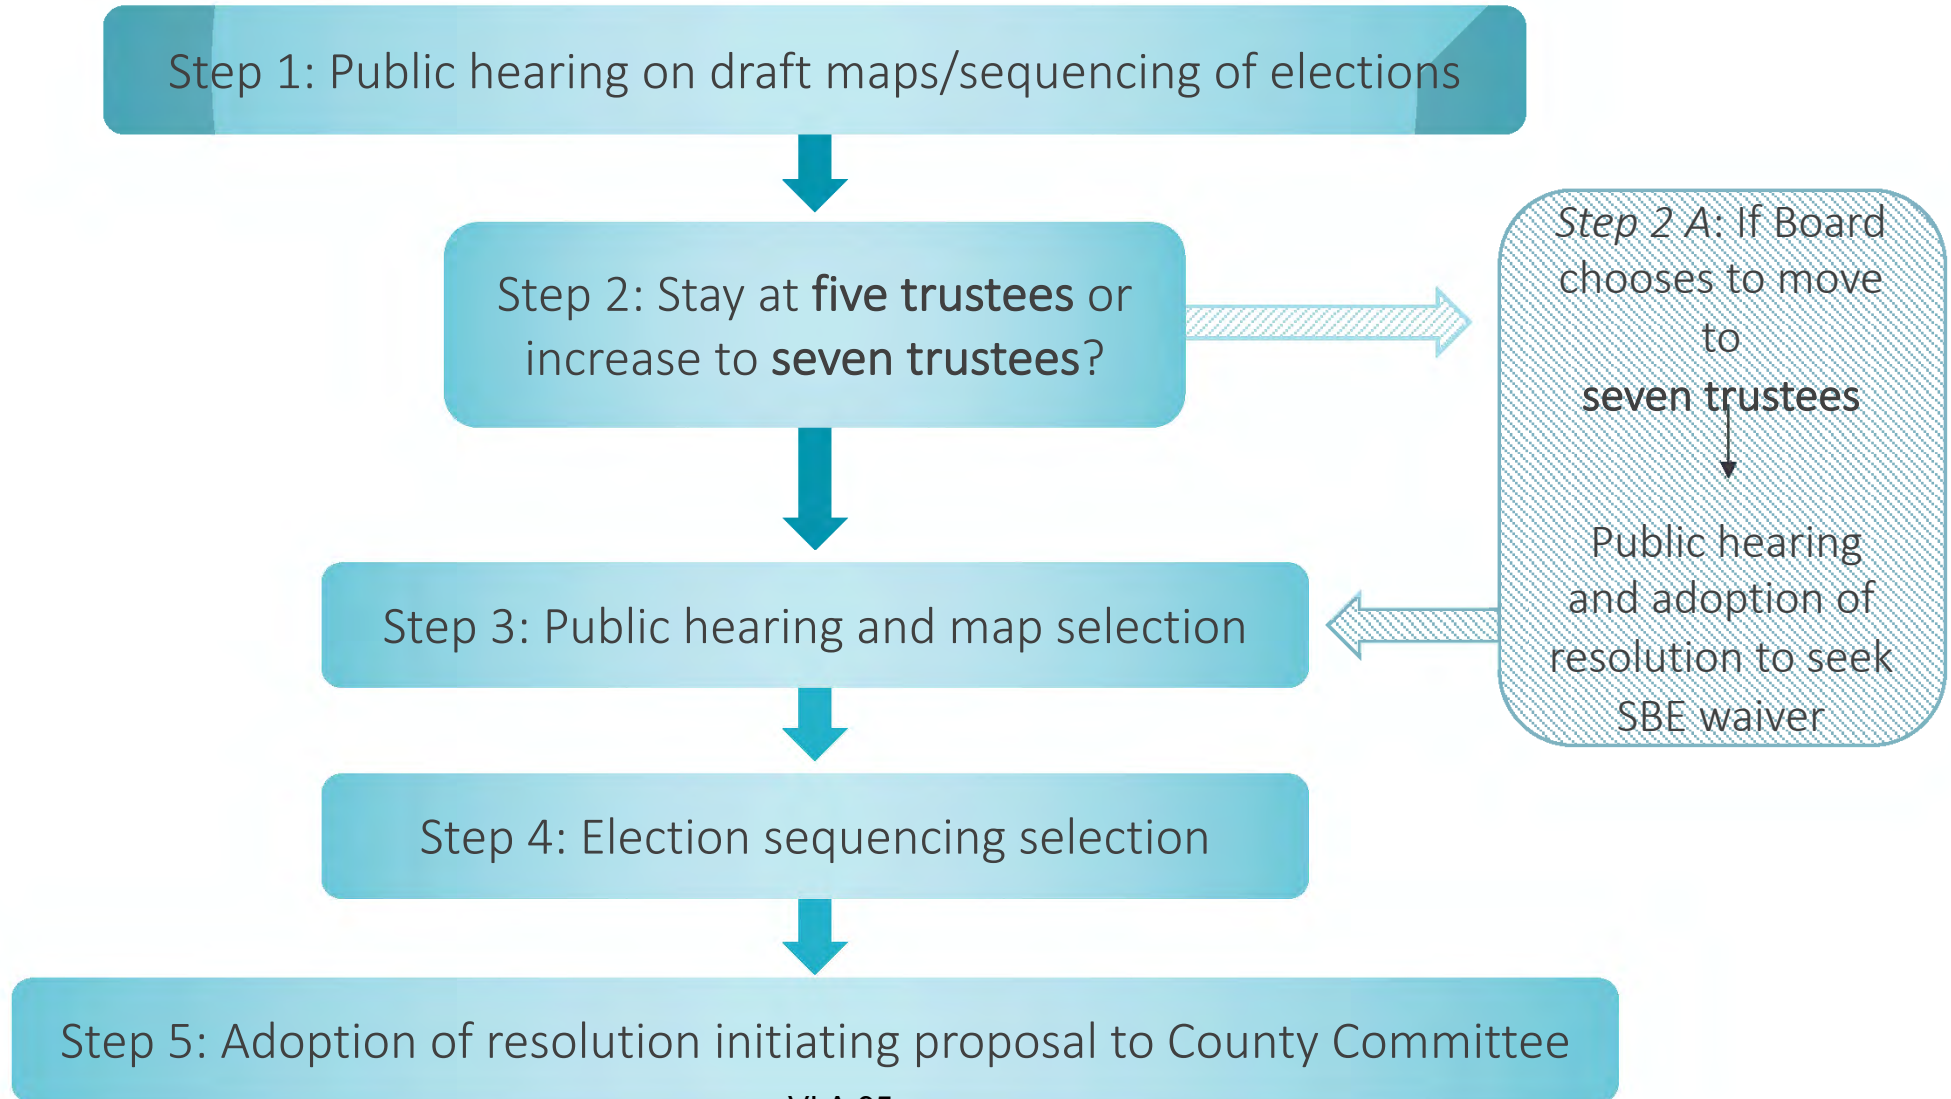 Step 1: Public hearing on draft maps/sequencing of elections
Step 2: Stay at five trustees or
increase to seven trustees?
Step 2 A: If Board
chooses to move
to
seven trustees
Public hearing
and adoption of
resolution to seek
SBE waiver
Step 3: Public hearing and map selection
Step 4: Election sequencing selection
Step 5: Adoption of resolution initiating proposal to County Committee